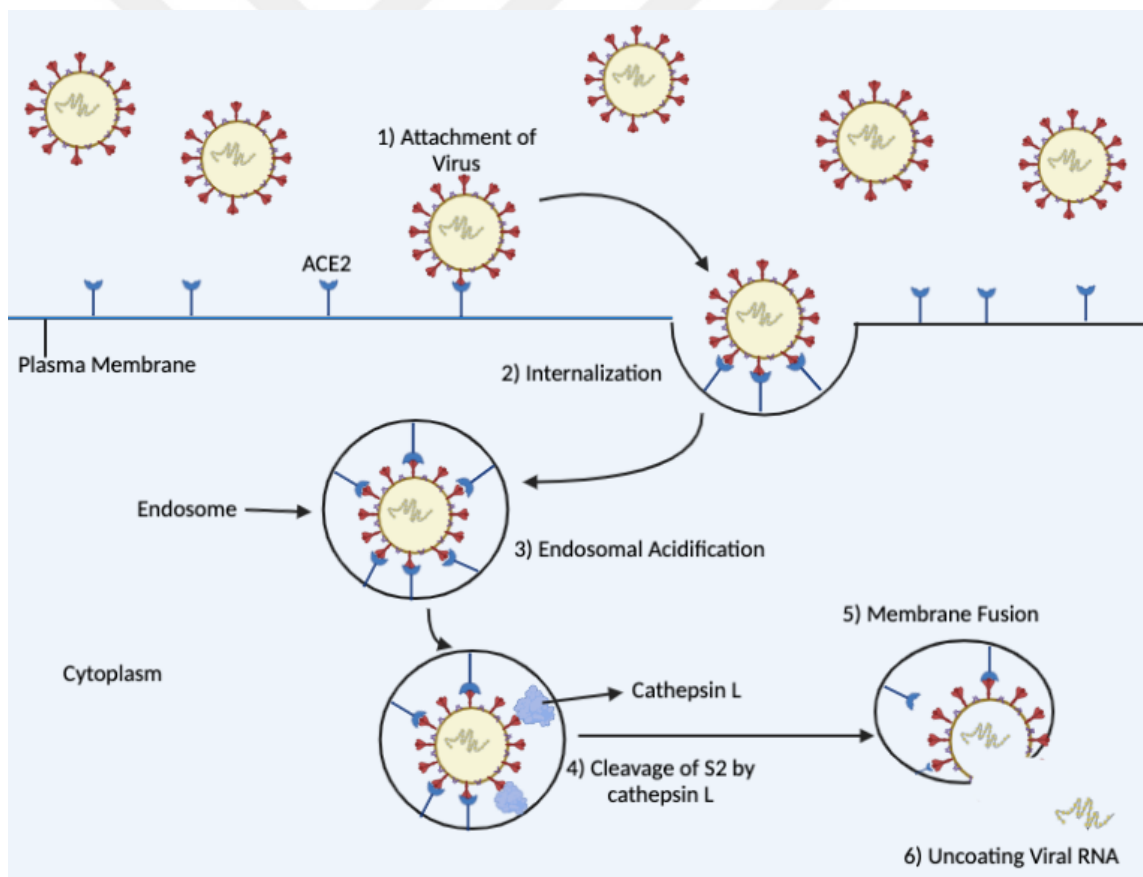 1) Attachment of
Virus
ACE2
Plasma Membrane
2) Internalization
Endosome
3) Endosomal Acidification
5) Membrane Fusion
Cytoplasm
Cathepsin L
4) Cleavage of S2 by
cathepsin L
6) Uncoating Viral RNA